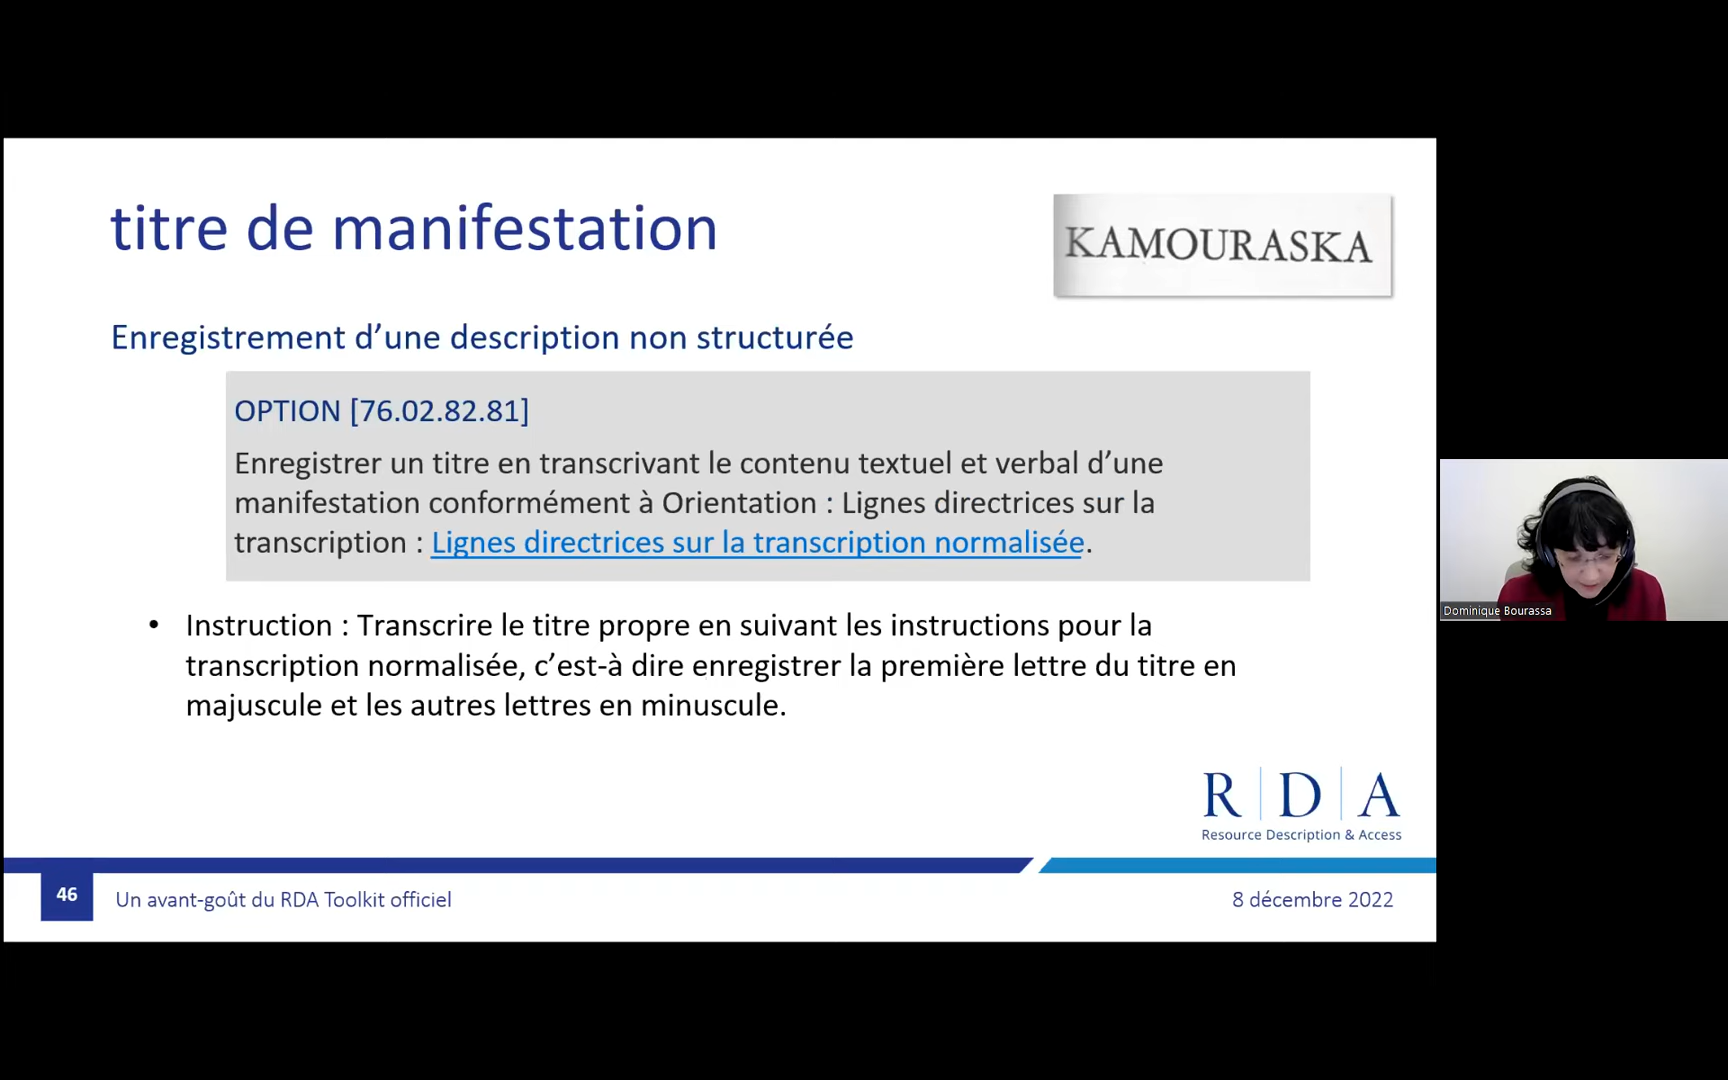 titre de manifestation
KAMOURASKA
Enregistrement d’une description non structurée
OPTION [76.02.82.81]
Enregistrer un titre en transcrivant le contenu textuel et verbal d’une
manifestation conformément à Orientation : Lignes directrices sur la
transcription : Lignes directrices sur la transcription normalisée.
• Instruction : Transcrire le titre propre en suivant les instructions pour la
transcription normalisée, c’est-à dire enregistrer la première lettre du titre en
majuscule et les autres lettres en minuscule.
R D A
Resource Description & Access
46
Un avant-goût du RDA Toolkit officiel
8 décembre 2022
Dominique Bourassa